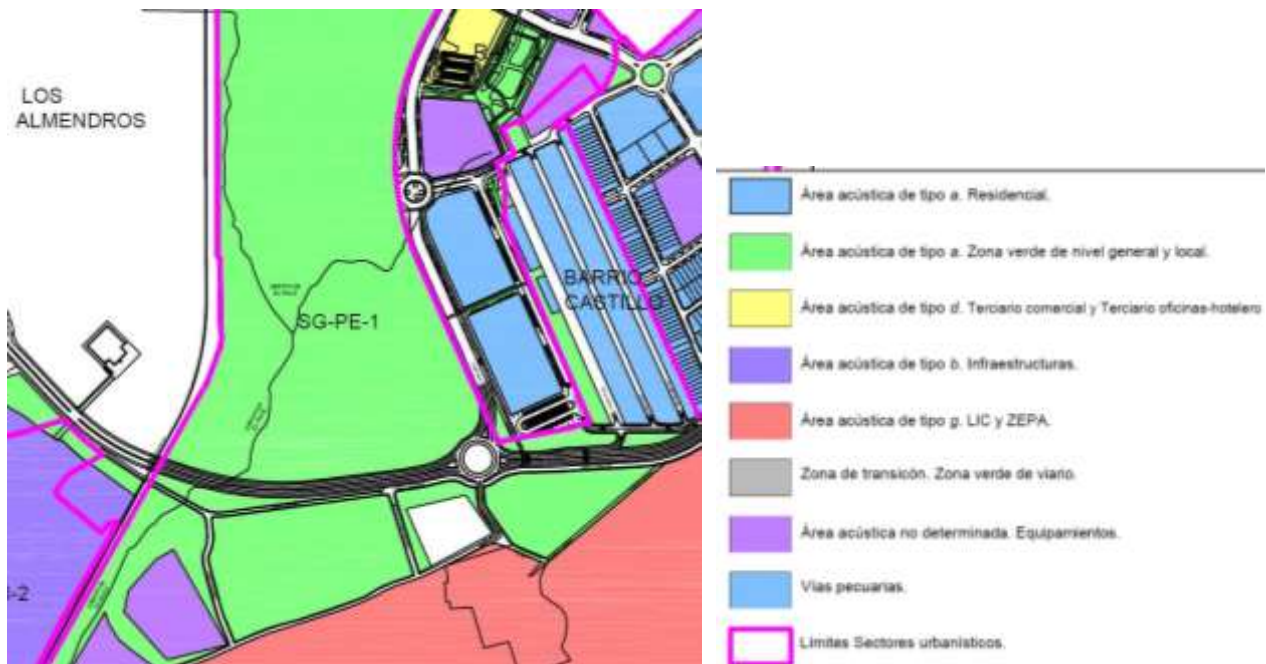 LOS
ALMENDROS
SG-PE-1
BARRIO
CASTILLO
-2
Área acústica de tipo a. Residencial.
Área acústica de tipo a. Zona verde de nivel general y local.
Área acústica de tipo d. Terciario comercial y Terciario oficinas-hotelero
Área acústica de tipo b. Infraestructuras.
Área acústica de tipo g. LIC y ZEPA.
Zona de transicón. Zona verde de viario.
Área acústica no determinada. Equipamientos.
Vías pecuarias.
Límites Sectores urbanísticos.